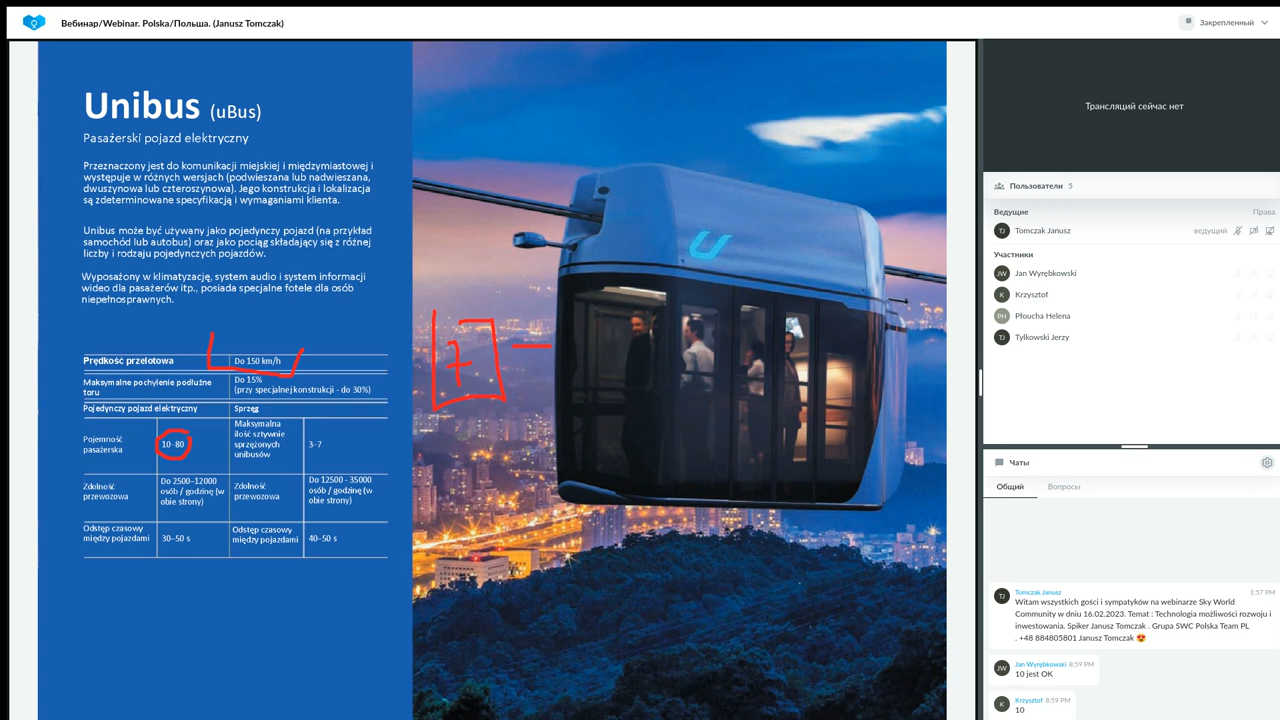 Вебинар/Webinar. Polska/Польша. (Janusz Tomczak)
Закрепленный
Unibus (uBus)
Pasażerski pojazd elektryczny
Przeznaczony jest do komunikacji miejskiej i międzymiastowej i
występuje w różnych wersjach (podwieszana lub nadwieszana,
dwuszynowa lub czteroszynowa). Jego konstrukcja i lokalizacja
są zdeterminowane specyfikacją i wymaganiami klienta.
Unibus może być używany jako pojedynczy pojazd (na przykład
samochód lub autobus) oraz jako pociąg składający się z różnej
liczby i rodzaju pojedynczych pojazdów.
Wyposażony w klimatyzację, system audio i system informacji
wideo dla pasażerów itp., posiada specjalne fotele dla osób
niepełnosprawnych.
Prędkość przelotowa Do 150 km/h
Maksymalne pochylenie podłużne
toru
Do 15%
(przy specjalnej konstrukcji - do 30%)
Pojedynczy pojazd elektryczny Sprzęg
Pojemność
pasażerska
10-80
Maksymalna
ilość sztywnie
sprzężonych
unibusów
3-7
Zdolność
przewozowa
Do 2500–12000
osób / godzinę (w
obie strony)
Zdolność
przewozowa
Do 12500 - 35000
osób / godzinę (w
obie strony)
Odstęp czasowy
między pojazdami
30–50 s
Odstęp czasowy
między pojazdami
40–50 s
7
Трансляций сейчас нет
Пользователи 5
Ведущие Права
TJ Tomczak Janusz ведущий
Участники
JW Jan Wyrębkowski
K Krzysztof
PH Płoucha Helena
TJ Tylkowski Jerzy
Чаты
Общий Вопросы
TJ Tomczak Janusz 1:57 PM
Witam wszystkich gości i sympatyków na webinarze Sky World
Community w dniu 16.02.2023. Temat : Technologia możliwości rozwoju i
inwestowania. Spiker Janusz Tomczak . Grupa SWC Polska Team PL
. +48 884805801 Janusz Tomczak 😍
JW Jan Wyrębkowski 8:59 PM
10 jest OK
K Krzysztof 8:59 PM
10